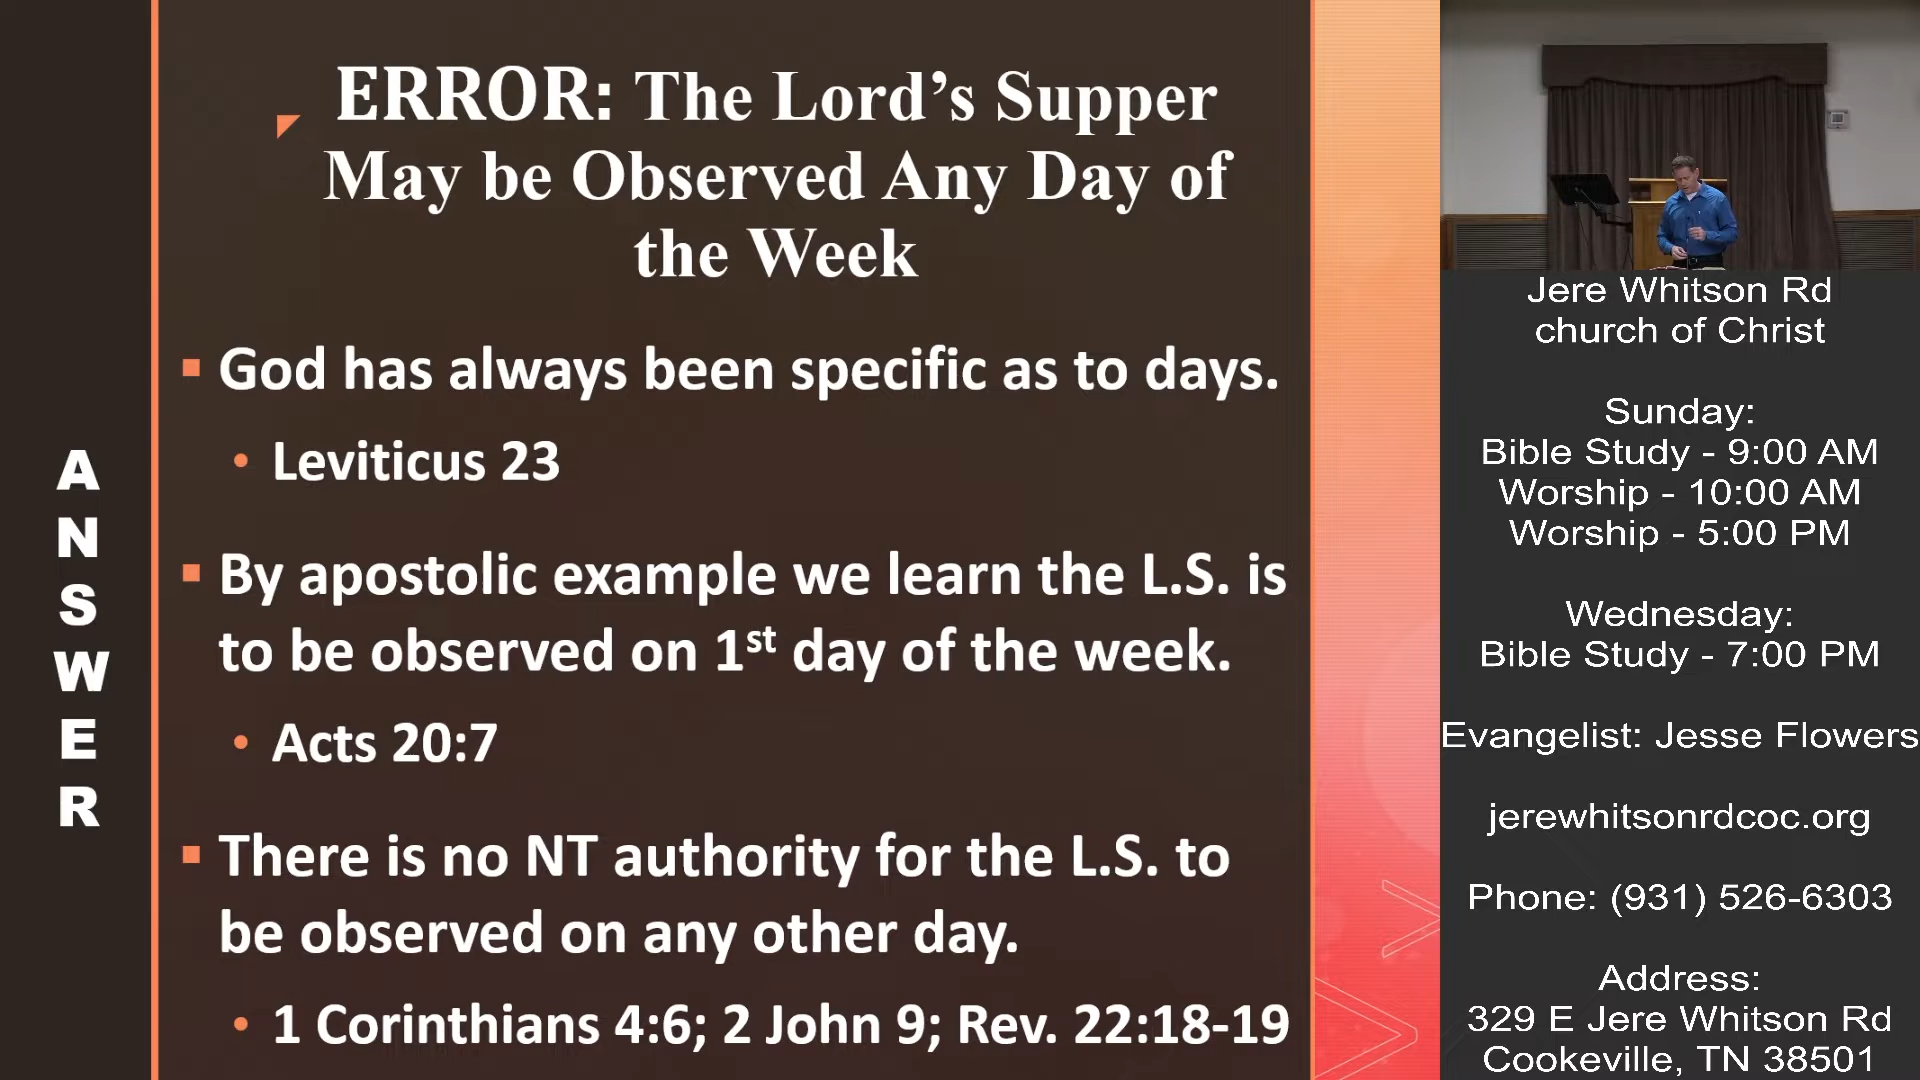 ERROR: The Lord’s Supper
May be Observed Any Day of
the Week
▪ God has always been specific as to days.
• Leviticus 23
▪ By apostolic example we learn the L.S. is
to be observed on 1st day of the week.
• Acts 20:7
▪ There is no NT authority for the L.S. to
be observed on any other day.
• 1 Corinthians 4:6; 2 John 9; Rev. 22:18-19
A
N
S
W
E
R
Jere Whitson Rd
church of Christ
Sunday:
Bible Study - 9:00 AM
Worship - 10:00 AM
Worship - 5:00 PM
Wednesday:
Bible Study - 7:00 PM
Evangelist: Jesse Flowers
jerewhitsonrdcoc.org
Phone: (931) 526-6303
Address:
329 E Jere Whitson Rd
Cookeville, TN 38501